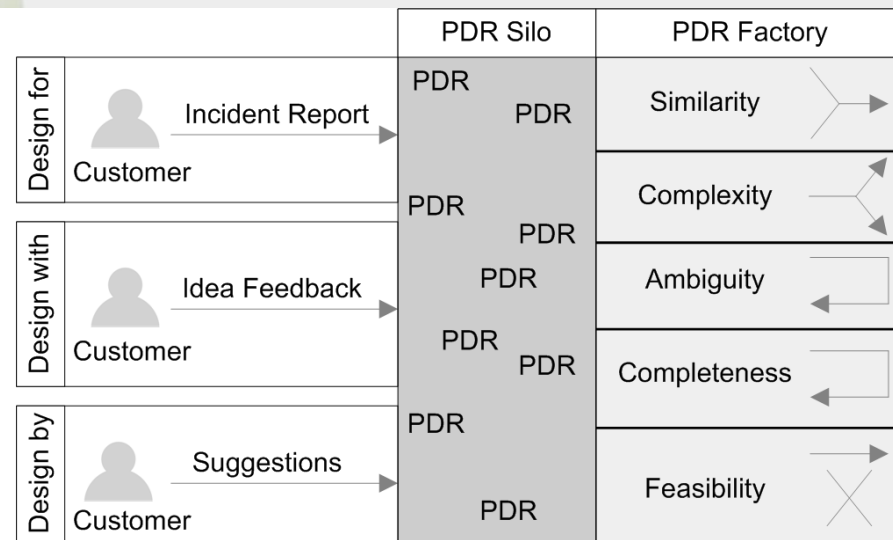 PDR Silo
PDR Factory
Design for
Incident Report
Customer
Design with
Idea Feedback
Customer
Design by
Suggestions
Customer
PDR
PDR
PDR
PDR
PDR
PDR
PDR
PDR
PDR
Similarity
Complexity
Ambiguity
Completeness
Feasibility